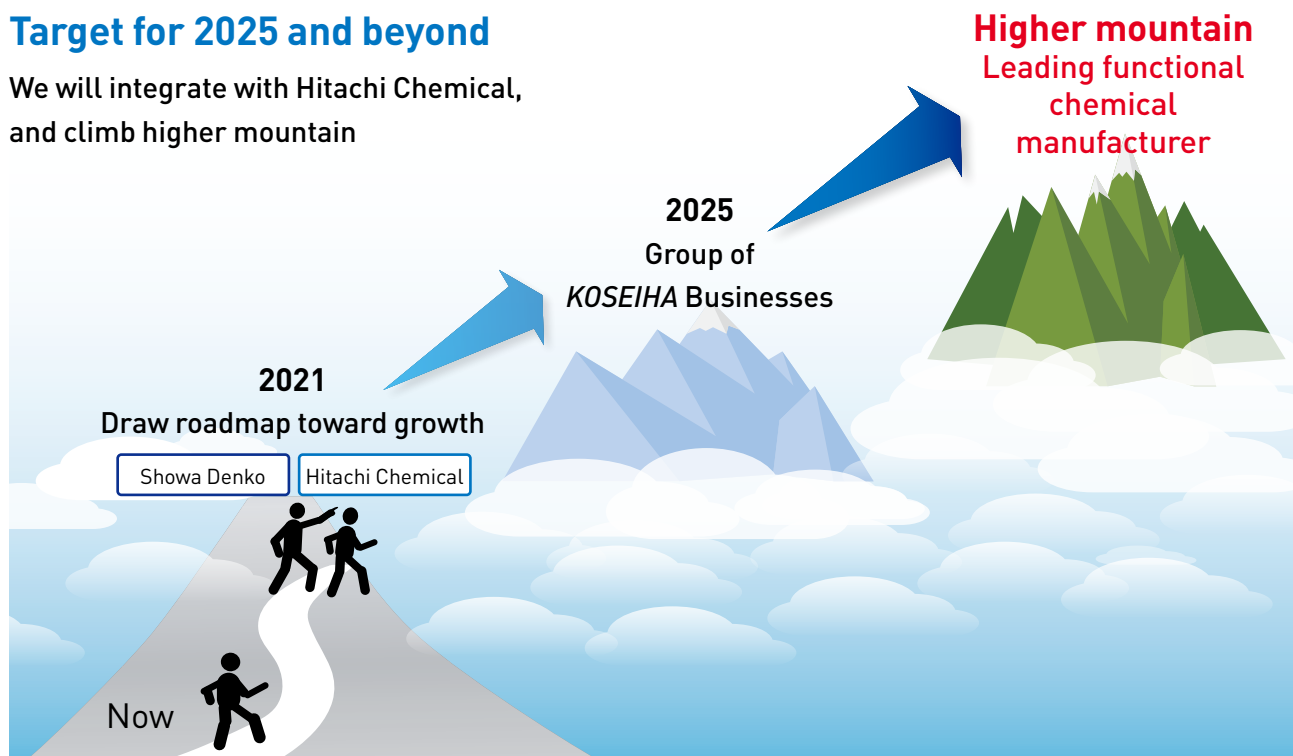 Target for 2025 and beyond
We will integrate with Hitachi Chemical,
and climb higher mountain
Higher mountain
Leading functional
chemical
manufacturer
2025
Group of
KOSEIHA Businesses
2021
Draw roadmap toward growth
Showa Denko
Hitachi Chemical
Now